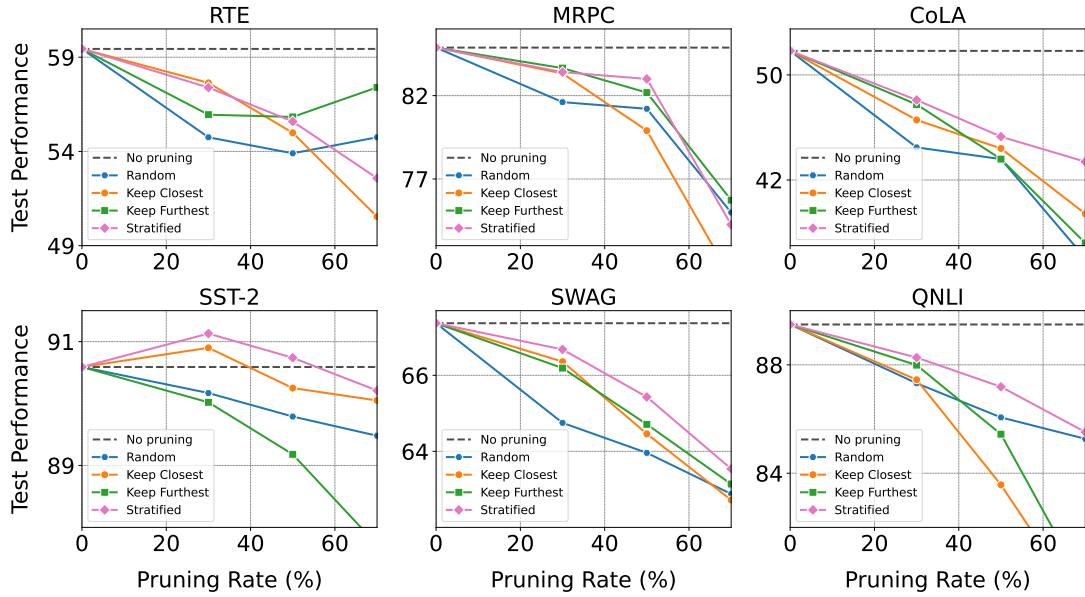 RTE
Test Performance
59
54
49
0
20
40
60
No pruning
Random
Keep Closest
Keep Furthest
Stratified
MRPC
82
77
0
20
40
60
No pruning
Random
Keep Closest
Keep Furthest
Stratified
CoLA
50
42
0
20
40
60
No pruning
Random
Keep Closest
Keep Furthest
Stratified
SST-2
Test Performance
91
89
0
20
40
60
Pruning Rate (%)
No pruning
Random
Keep Closest
Keep Furthest
Stratified
SWAG
66
64
0
20
40
60
Pruning Rate (%)
No pruning
Random
Keep Closest
Keep Furthest
Stratified
QNLI
88
84
0
20
40
60
Pruning Rate (%)
No pruning
Random
Keep Closest
Keep Furthest
Stratified